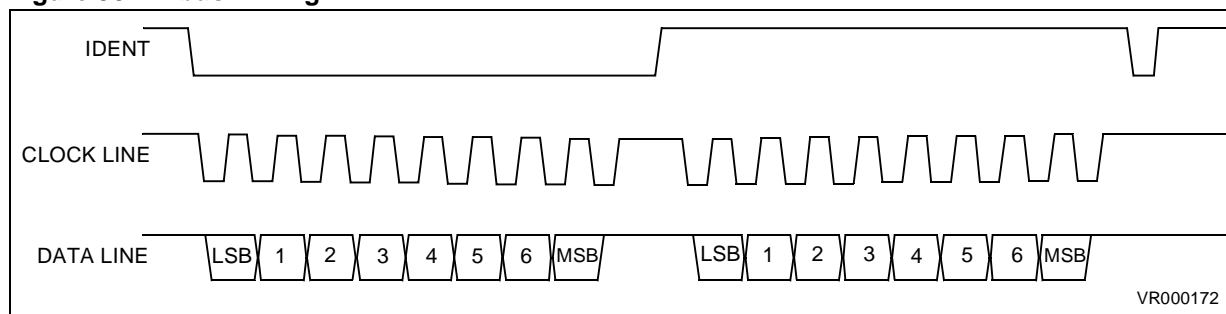 IDENT
CLOCK LINE
DATA LINE LSB 1 2 3 4 5 6 MSB LSB 1 2 3 4 5 6 MSB
VR000172